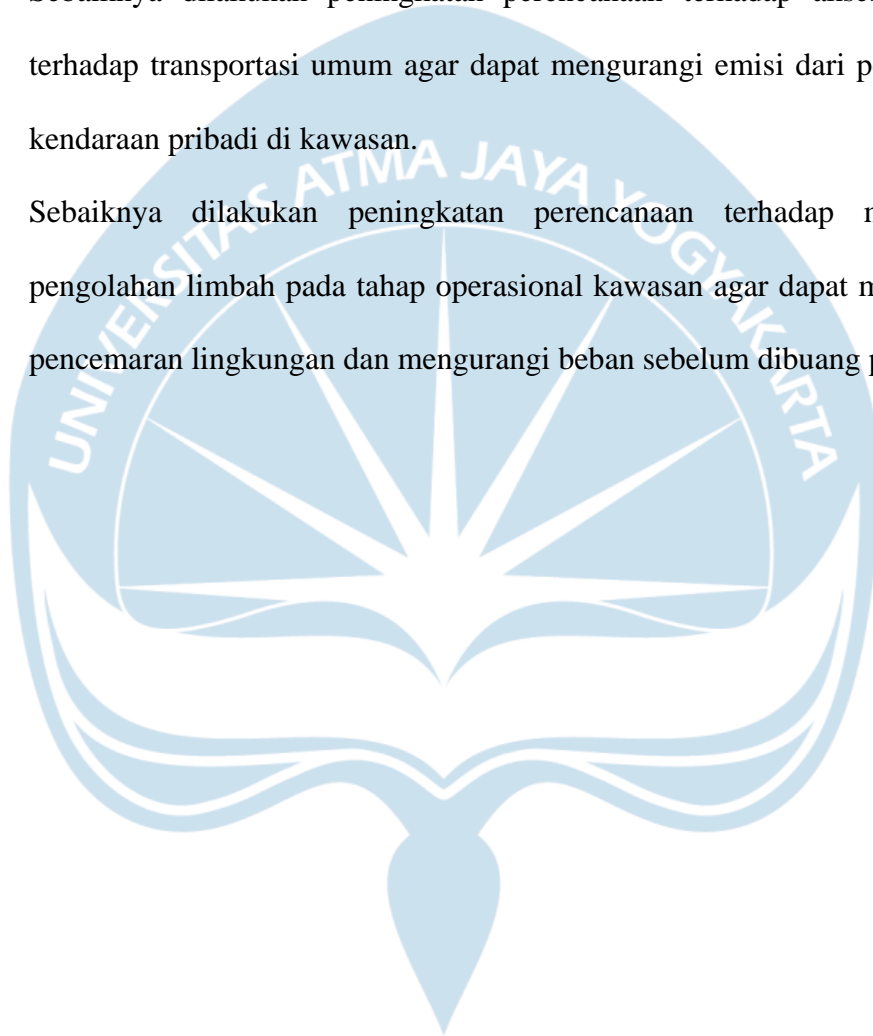 terhadap transportasi umum agar dapat mengurangi emisi dari
kendaraan pribadi di kawasan.
Sebaiknya dilakukan peningkatan perencanaan terhadap
pengolahan limbah pada tahap operasional kawasan agar dapat
pencemaran lingkungan dan mengurangi beban sebelum dibuang
UNIVERSITAS ATMA JAYA YOGYAKARTA